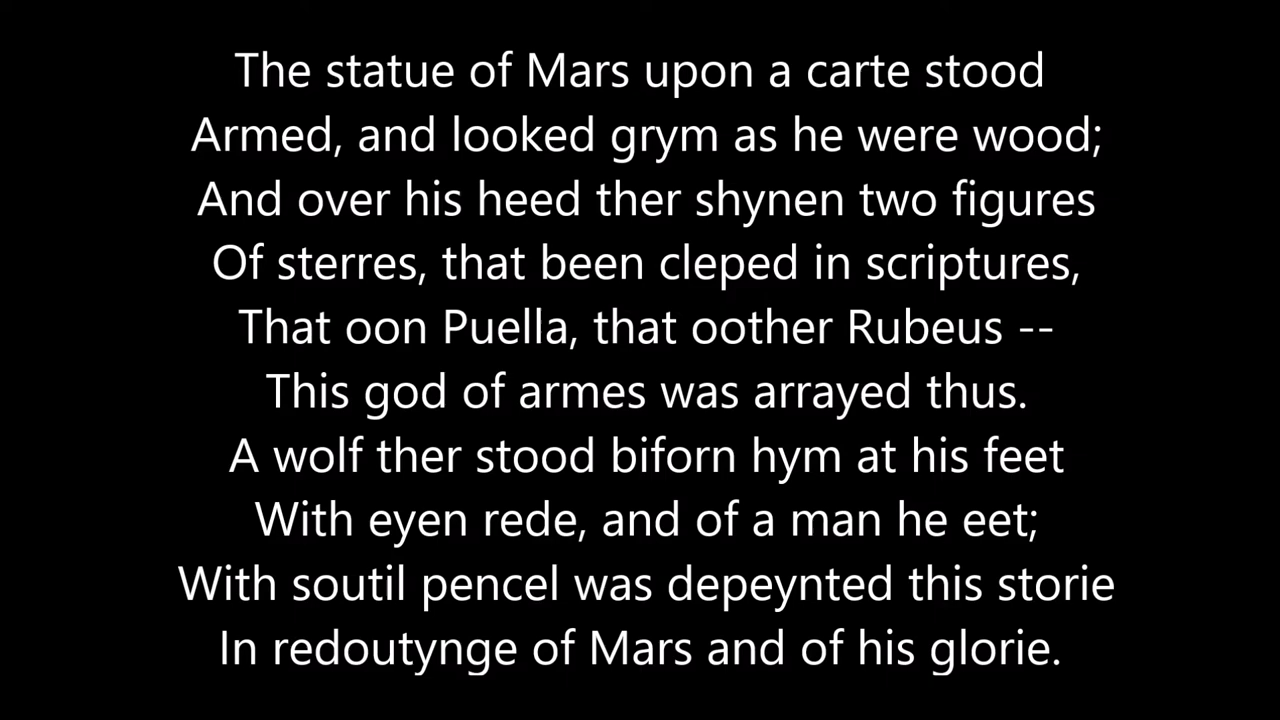 The statue of Mars upon a carte stood
Armed, and looked grym as he were wood;
And over his heed ther shynen two figures
Of sterres, that been cleped in scriptures,
That oon Puella, that oother Rubeus --
This god of armes was arrayed thus.
A wolf ther stood biforn hym at his feet
With eyen rede, and of a man he eet;
With soutil pencel was depeynted this storie
In redoutynge of Mars and of his glorie.